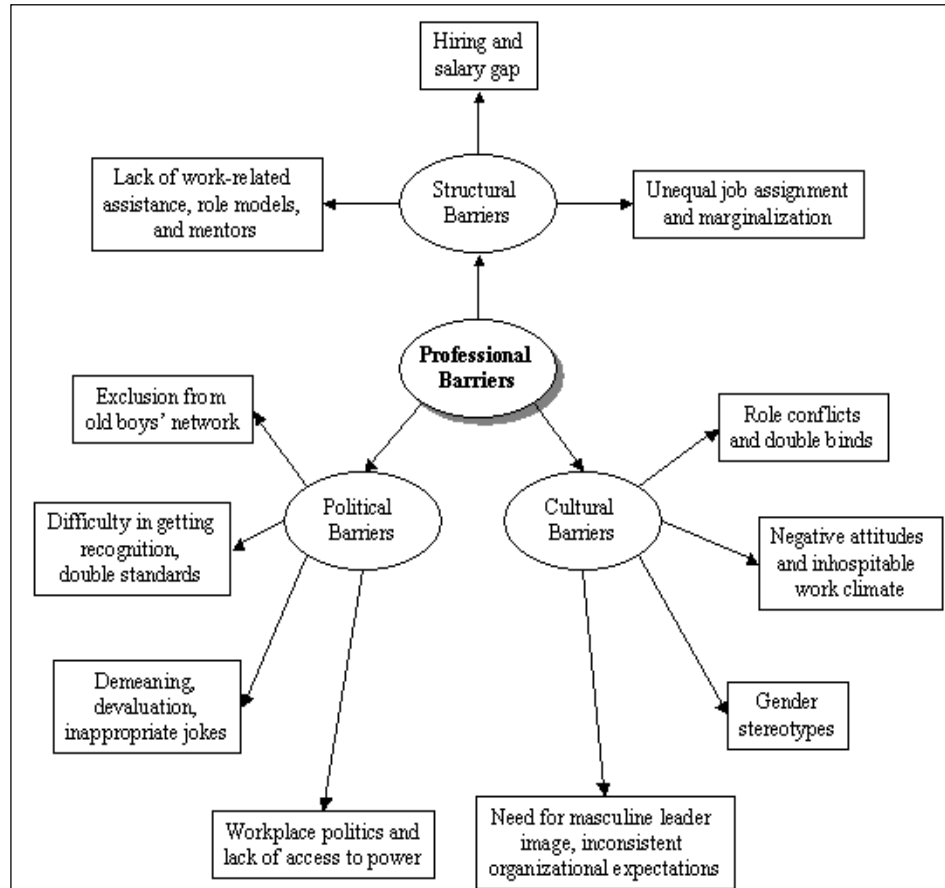 Hiring and
salary gap
Lack of work-related
assistance, role models,
and mentors
Structural
Barriers
Unequal job assignment
and marginalization
Professional
Barriers
Exclusion from
old boys’ network
Role conflicts
and double binds
Difficulty in getting
recognition,
double standards
Political
Barriers
Cultural
Barriers
Negative attitudes
and inhospitable
work climate
Demeaning,
devaluation,
inappropriate jokes
Gender
stereotypes
Workplace politics and
lack of access to power
Need for masculine leader
image, inconsistent
organizational expectations